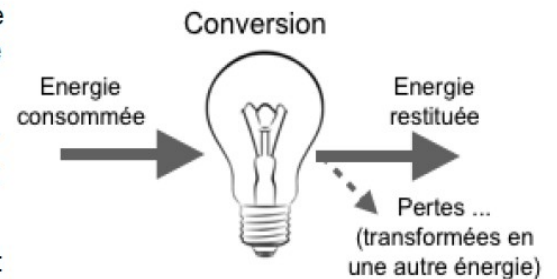 e
Conversion
e
Energie
consommée
Energie
restituée
Pertes ...
(transformées en
une autre énergie)
t